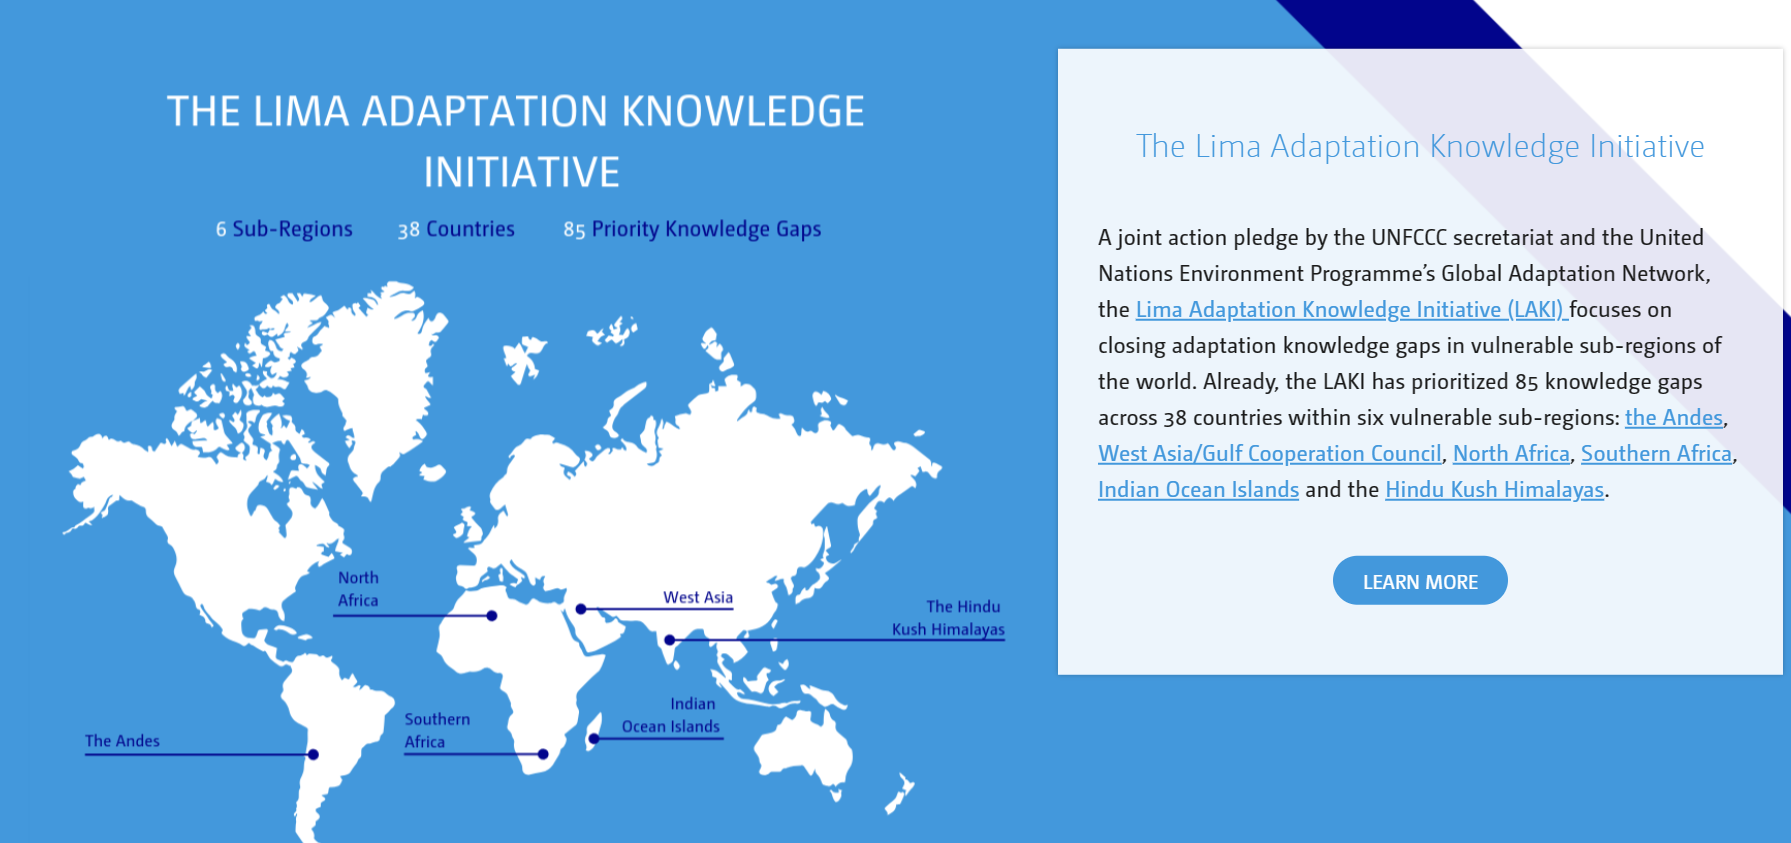 THE LIMA ADAPTATION KNOWLEDGE
INITIATIVE
6 Sub-Regions 38 Countries 85 Priority Knowledge Gaps
North
Africa
West Asia
The Hindu
Kush Himalayas
Indian
Ocean Islands
Southern
Africa
The Andes
The Lima Adaptation Knowledge Initiative
A joint action pledge by the UNFCCC secretariat and the United
Nations Environment Programme’s Global Adaptation Network,
the Lima Adaptation Knowledge Initiative (LAKI) focuses on
closing adaptation knowledge gaps in vulnerable sub-regions of
the world. Already, the LAKI has prioritized 85 knowledge gaps
across 38 countries within six vulnerable sub-regions: the Andes,
West Asia/Gulf Cooperation Council, North Africa, Southern Africa,
Indian Ocean Islands and the Hindu Kush Himalayas.
LEARN MORE